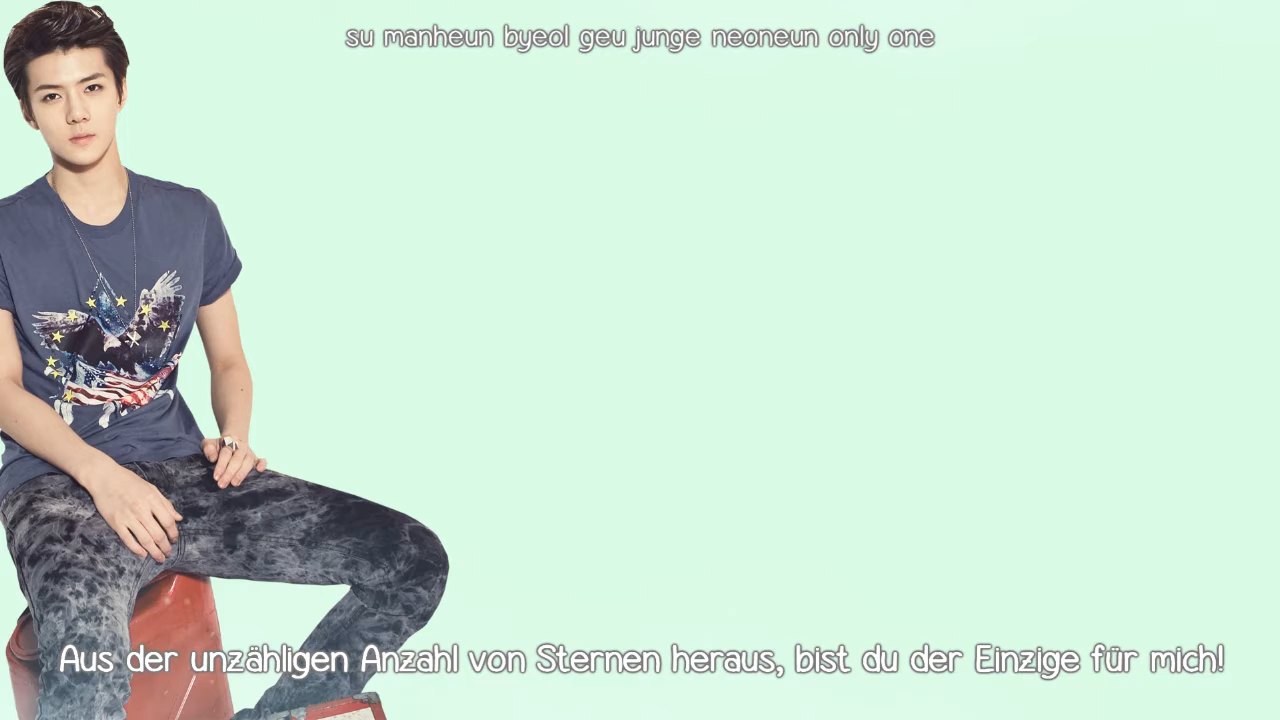 su manheun byeol geu junge neoneun only one
Aus der unzähligen Anzahl von Sternen heraus, bist du der Einzige für mich!